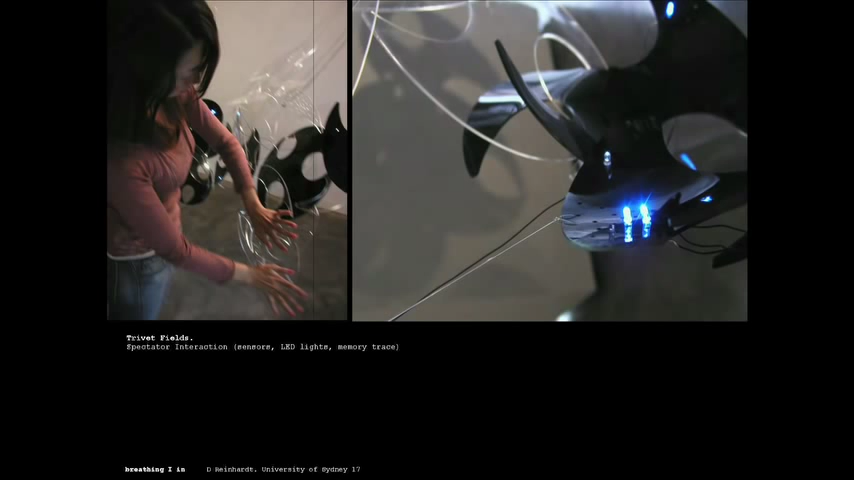 Trivet Fields.
Spectator Interaction (sensors, LED lights, memory trace)
breathing I in D Reinhardt. University of Sydney 17